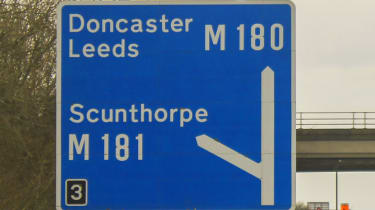 Doncaster
Leeds
M 180
Scunthorpe
M 181
3